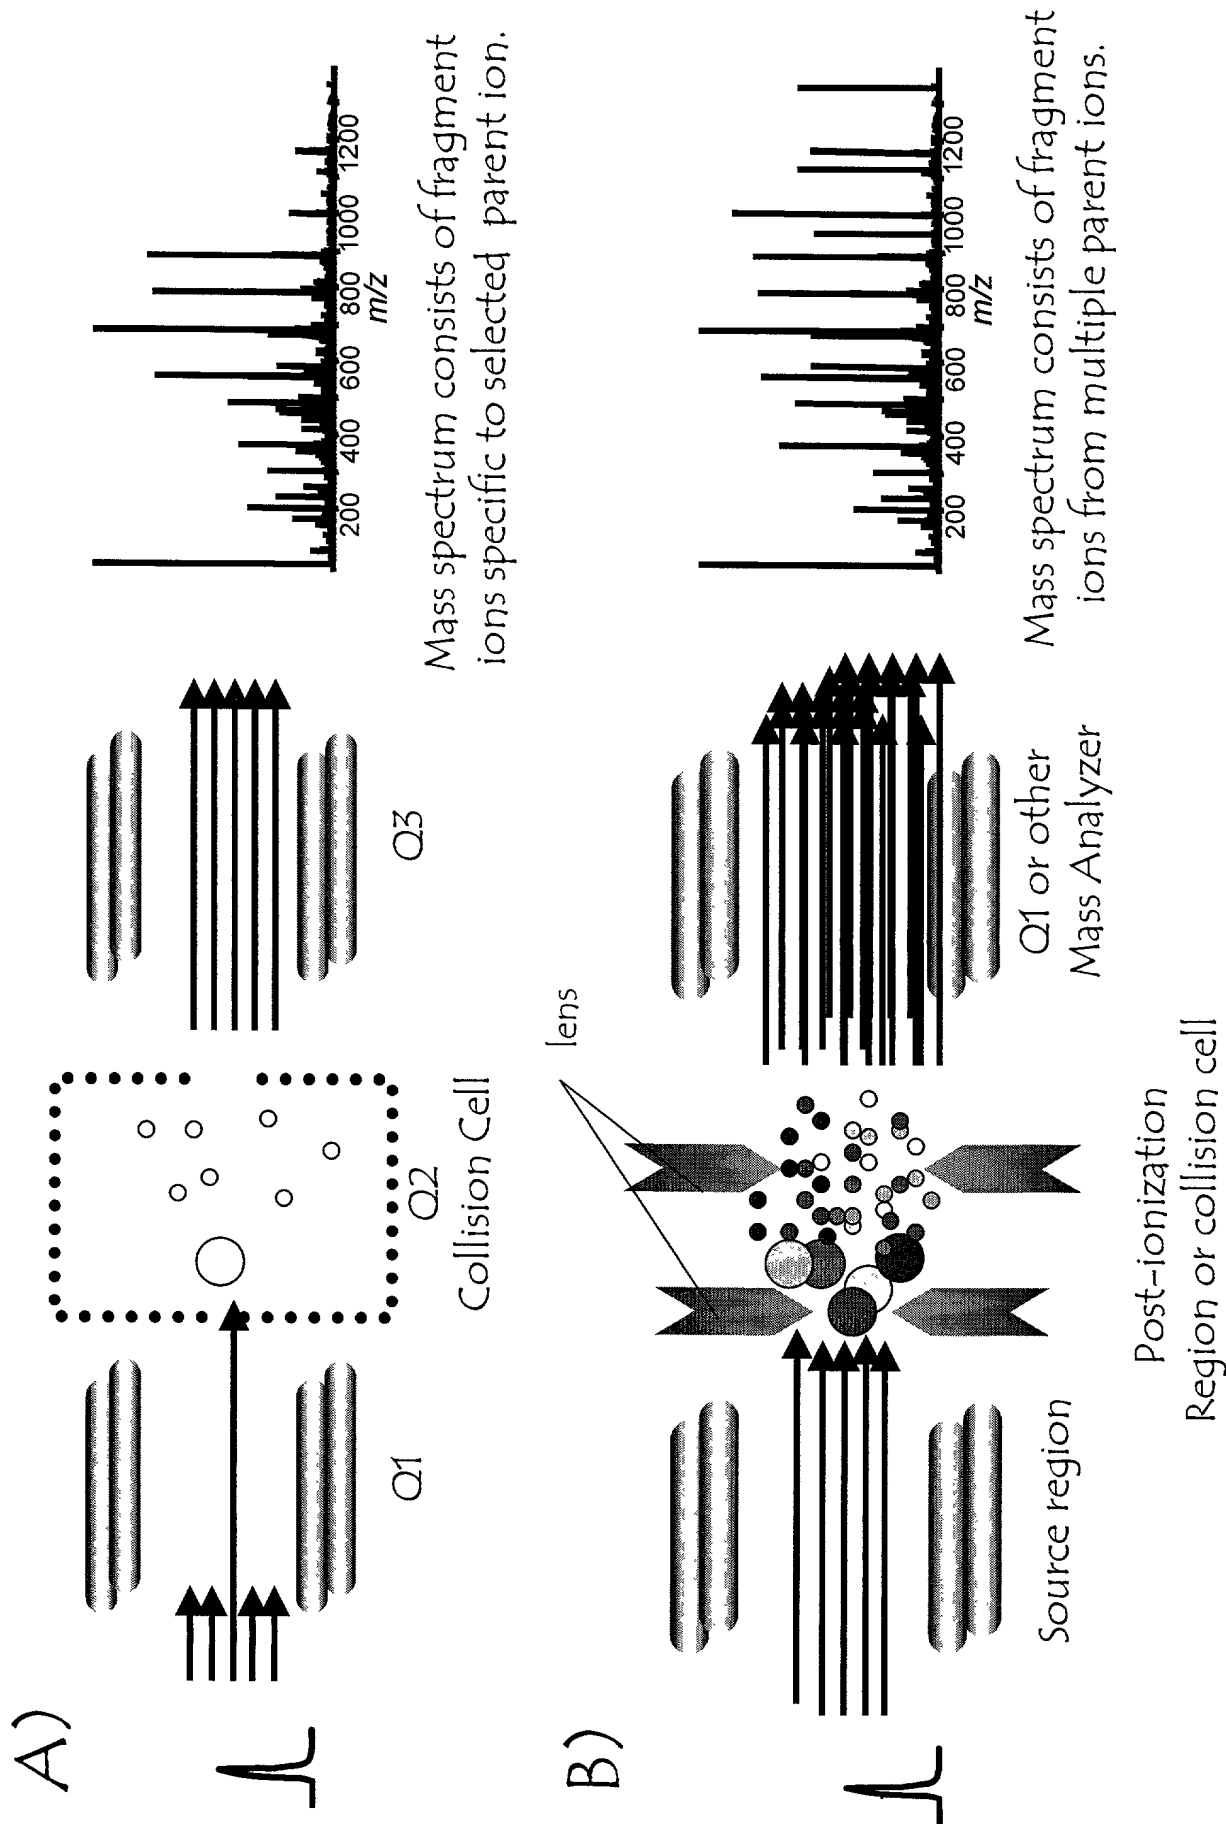 A)
Q1
Q2
Collision Cell
Q3
200 400 600 800 1000 1200
m/z
Mass spectrum consists of fragment
ions specific to selected parent ion.
B)
Source region
lens
Post-ionization
Region or collision cell
Q1 or other
Mass Analyzer
200 400 600 800 1000 1200
m/z
Mass spectrum consists of fragment
ions from multiple parent ions.